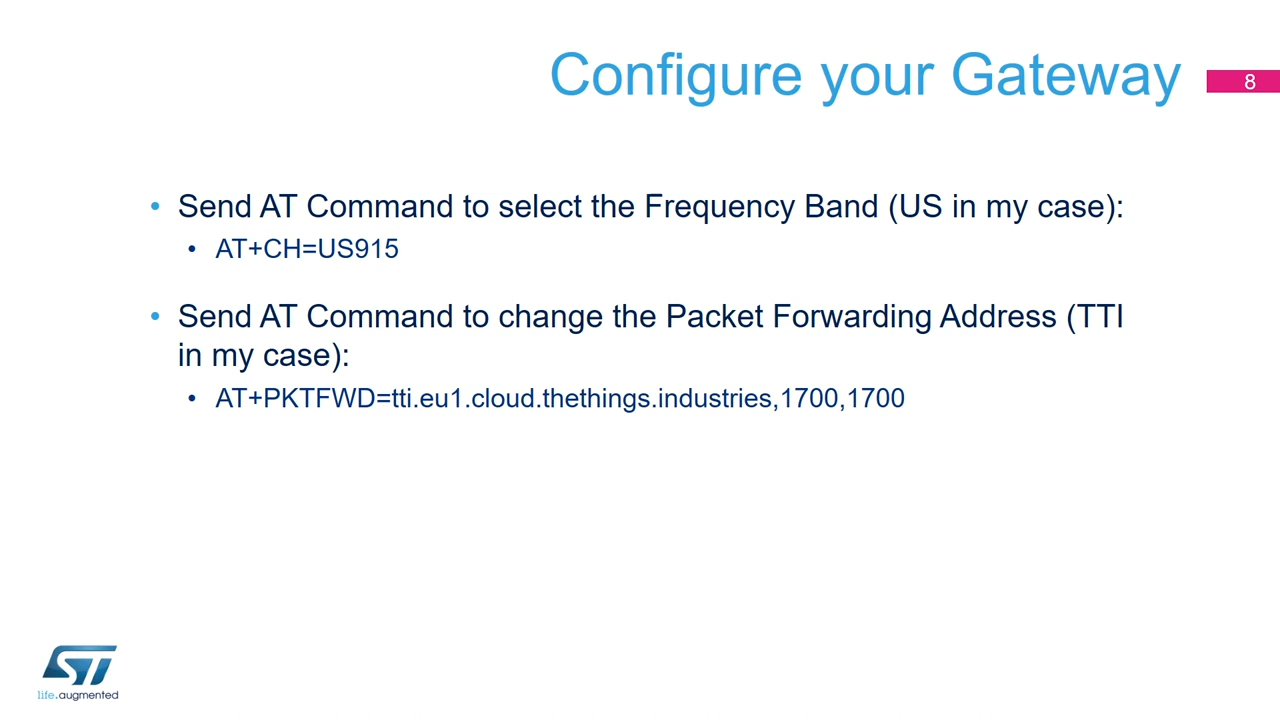 Configure your Gateway
8
• Send AT Command to select the Frequency Band (US in my case):
• AT+CH=US915
• Send AT Command to change the Packet Forwarding Address (TTI
in my case):
• AT+PKTFWD=tti.eu1.cloud.thethings.industries,1700,1700
ST
life.augmented